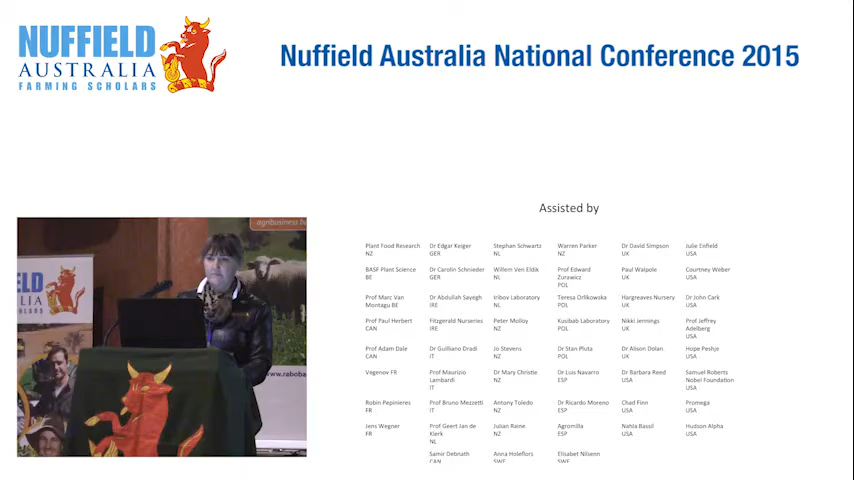 NUFFIELD
AUSTRALIA
FARMING SCHOLARS
Nuffield Australia National Conference 2015
agribusiness
www.rabob
Assisted by
Plant Food Research
NZ
BASF Plant Science
BE
Prof Marc Van
Montagu BE
Prof Paul Herbert
CAN
Prof Adam Dale
CAN
Vegenov FR
Robin Pepinieres
FR
Jens Wegner
FR
Dr Edgar Keiger
GER
Dr Carolin Schnieder
GER
Dr Abdullah Sayegh
IRE
Fitzgerald Nurseries
IRE
Dr Guilliano Dradi
IT
Prof Maurizio
Lambardi
IT
Prof Bruno Mezzetti
IT
Prof Geert Jan de
Klerk
NL
Samir Debnath
CAN
Stephan Schwartz
NL
Willem Ven Eldik
NL
Iribov Laboratory
NL
Peter Molloy
NZ
Jo Stevens
NZ
Dr Mary Christie
NZ
Antony Toledo
NZ
Julian Raine
NZ
Anna Holeflors
SWE
Warren Parker
NZ
Prof Edward
Zurawicz
POL
Teresa Orlikowska
POL
Kusibab Laboratory
POL
Dr Stan Pluta
POL
Dr Luis Navarro
ESP
Dr Ricardo Moreno
ESP
Agromilla
ESP
Elisabet Nilsenn
SWE
Dr David Simpson
UK
Paul Walpole
UK
Hargreaves Nursery
UK
Nikki Jennings
UK
Dr Alison Dolan
UK
Dr Barbara Reed
USA
Chad Finn
USA
Nahla Bassil
USA
Julie Enfield
USA
Courtney Weber
USA
Dr John Cark
USA
Prof Jeffrey
Adelberg
USA
Hope Peshje
USA
Samuel Roberts
Nobel Foundation
USA
Promega
USA
Hudson Alpha
USA